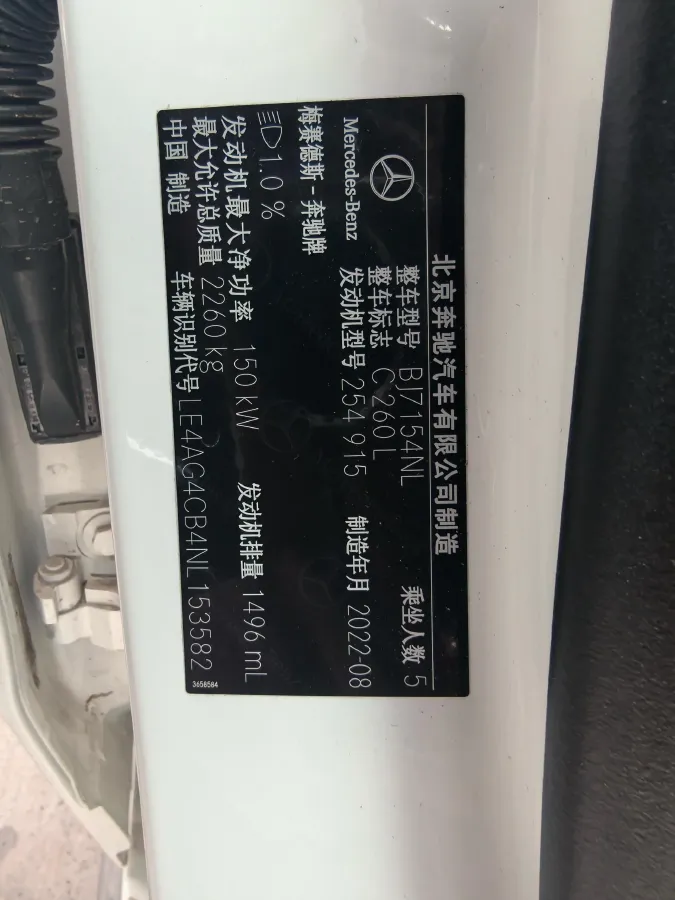 北京奔驰汽车有限公司制造
整车型号 BJ7154NL 乘坐人数 5
整车标志 C 260 L
Mercedes-Benz 发动机型号 254 915 制造年月 2022-08
梅赛德斯-奔驰牌
1.0 %
发动机最大净功率 150 kW 发动机排量 1496 mL
最大允许总质量 2260 kg
中国 制造 车辆识别代号 LE4AG4CB4NL153582
3658584